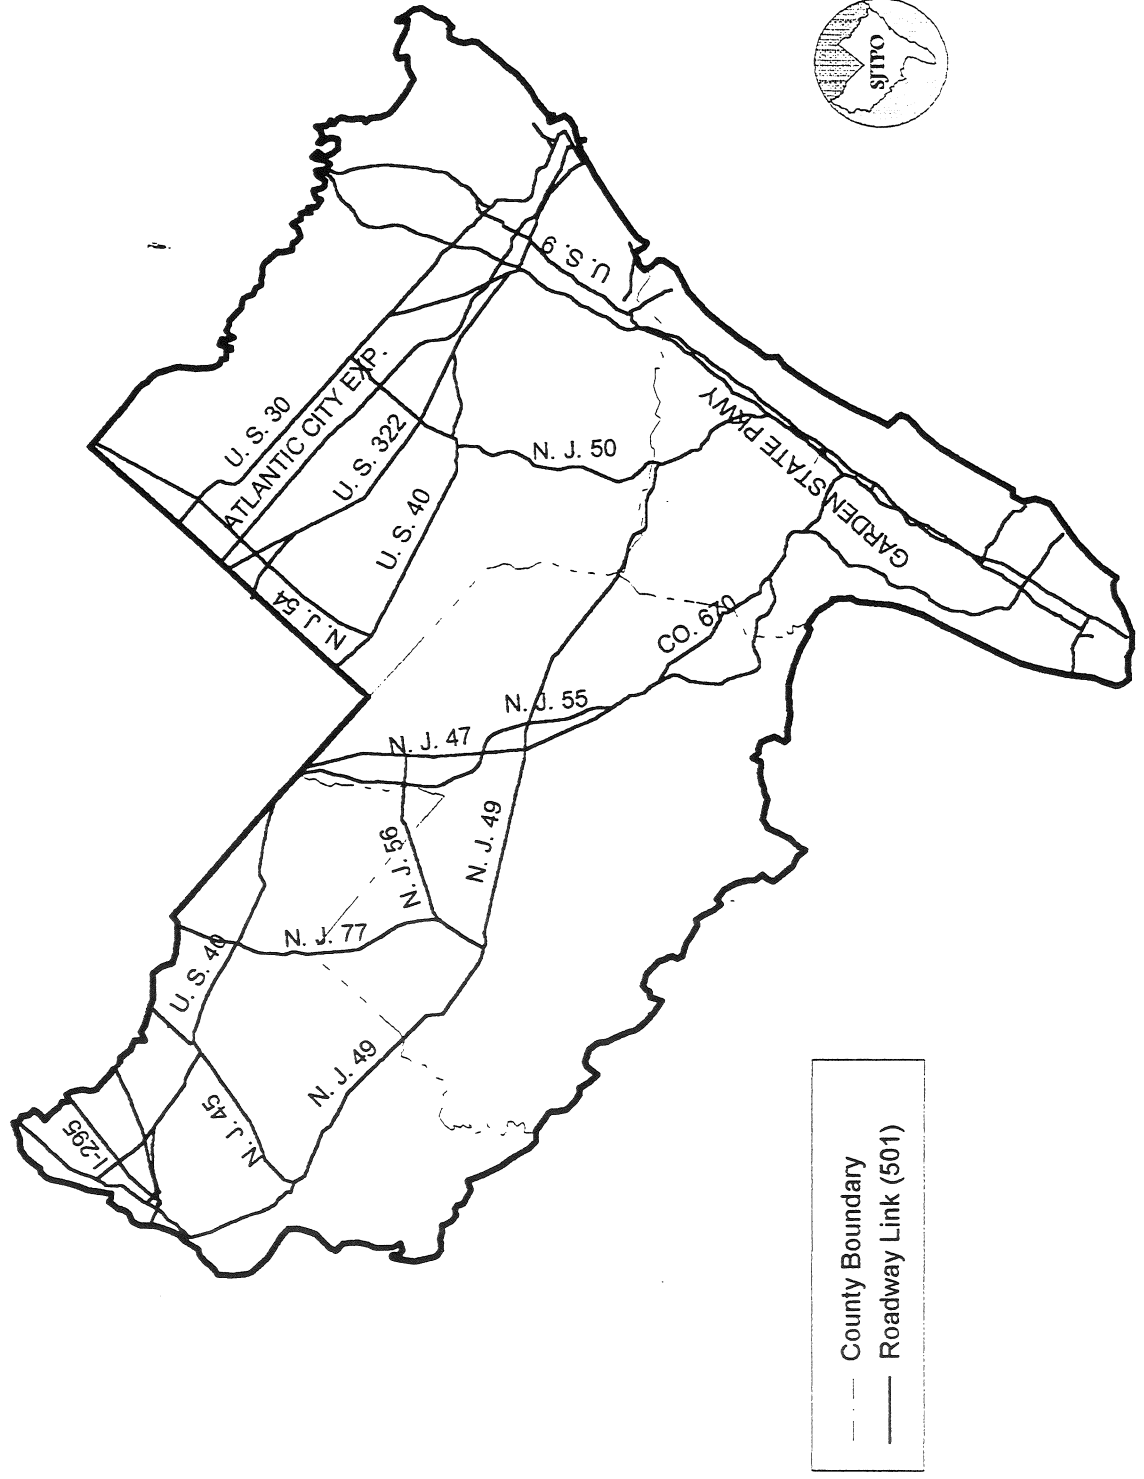 SJTPO
U. S. 9
U. S. 30
ATLANTIC CITY EXP.
U. S. 322
U. S. 40
N. J. 50
GARDEN STATE PKWY
N. J. 54
CO. 670
N. J. 55
N. J. 47
N. J. 49
N. J. 56
N. J. 77
U. S. 40
N. J. 49
N. J. 45
I-295
County Boundary
Roadway Link (501)